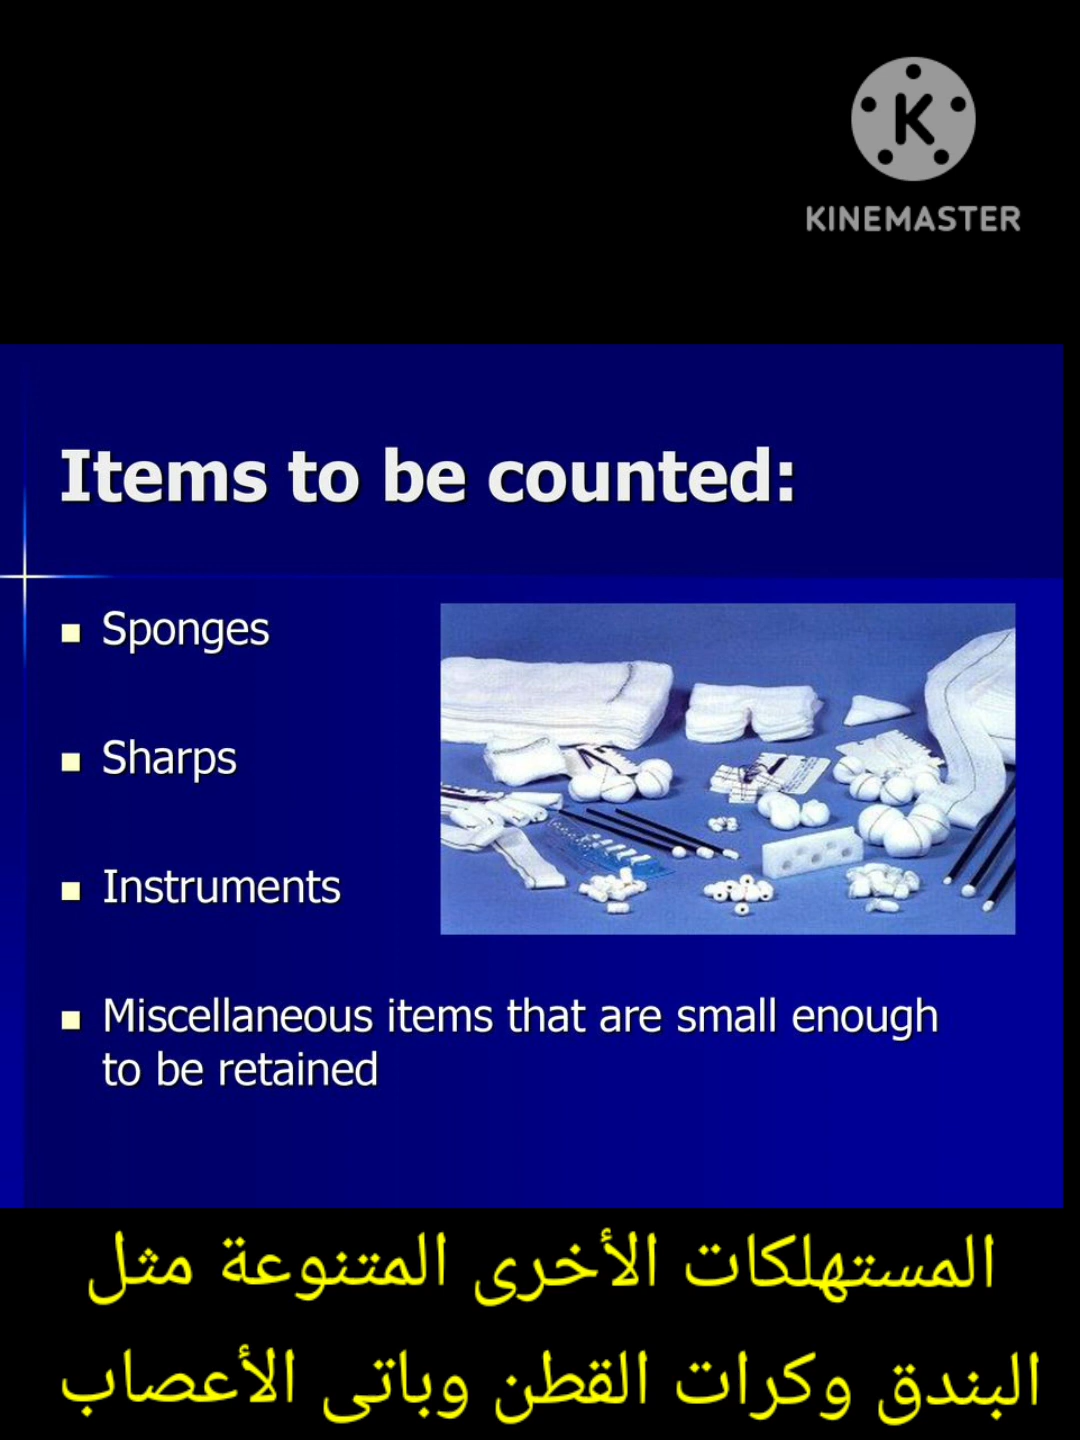 K
KINEMASTER
Items to be counted:
Sponges
Sharps
Instruments
Miscellaneous items that are small enough
to be retained
المستهلكات الأخرى المتنوعة مثل
البندق وكرات القطن وباتى الأعصاب